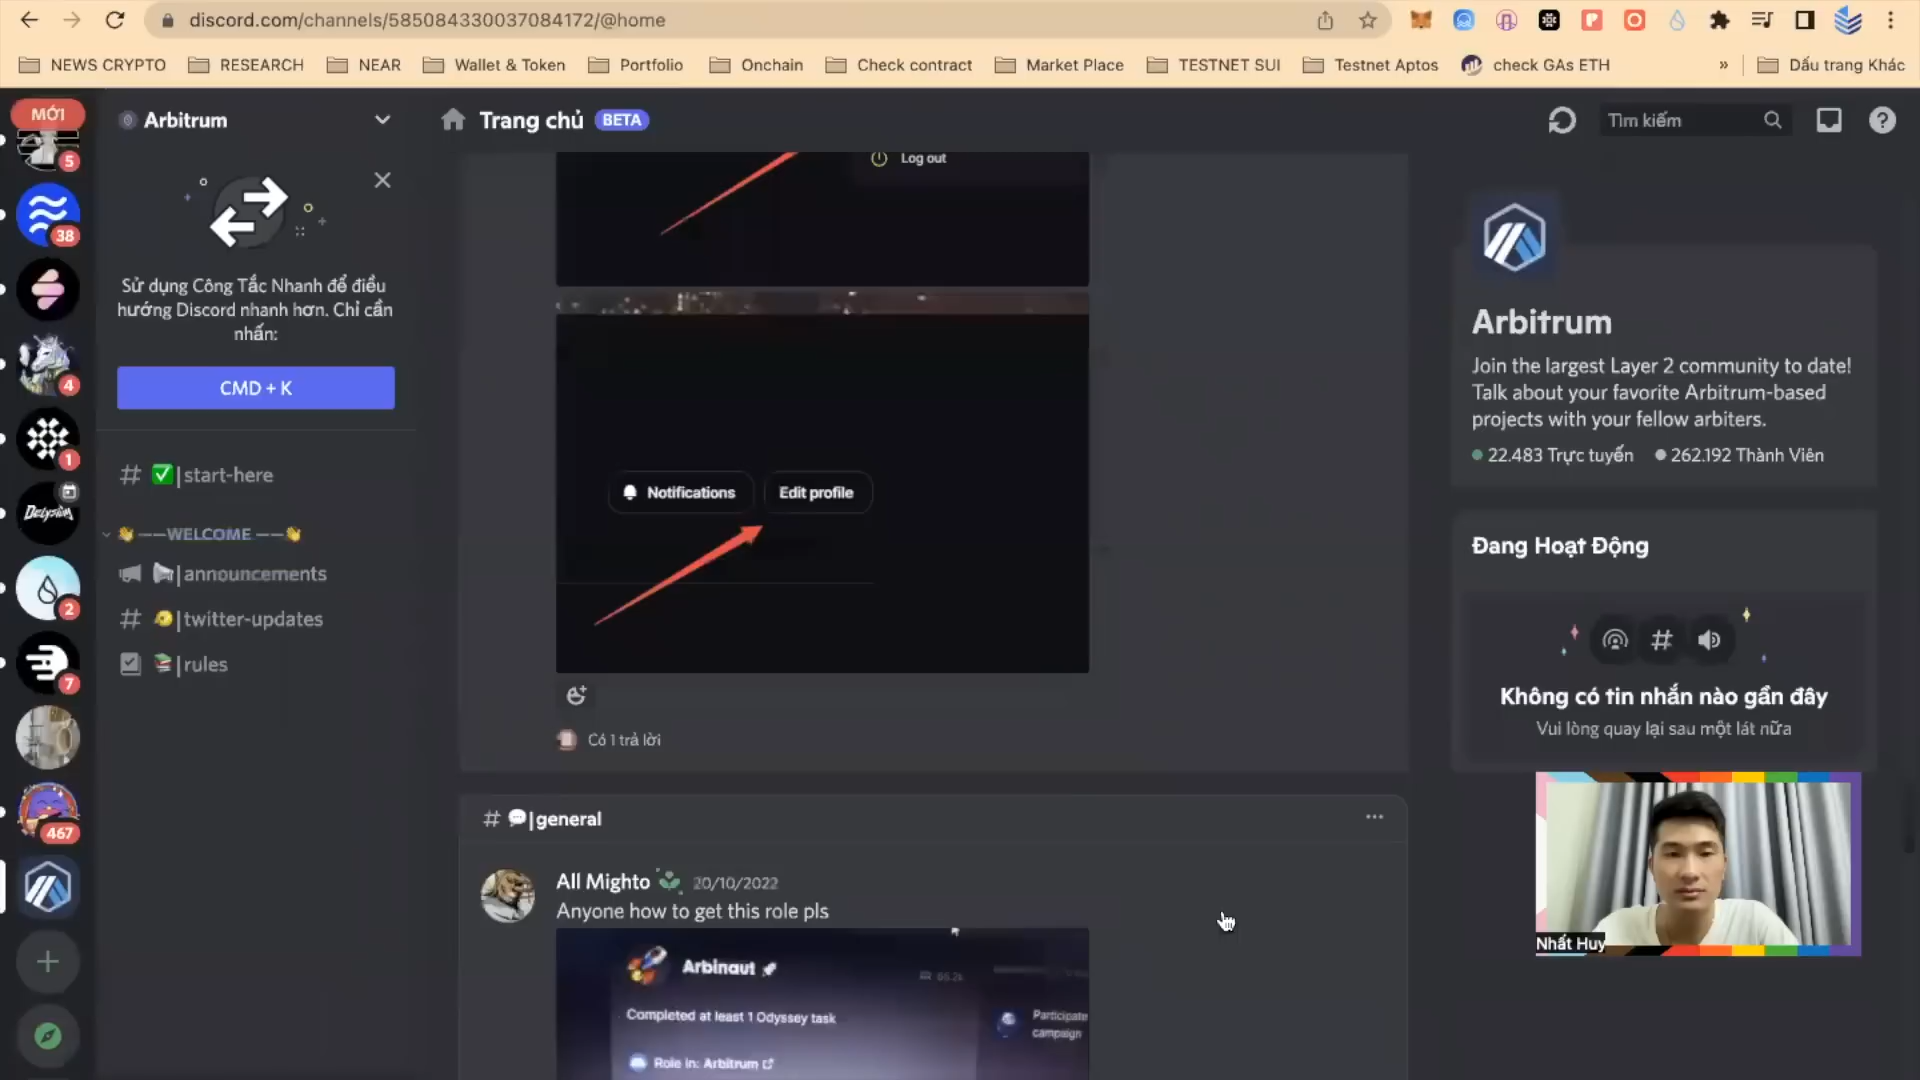 discord.com/channels/585084330037084172/@home
NEWS CRYPTO
RESEARCH
NEAR
Wallet & Token
Portfolio
Onchain
Check contract
Market Place
TESTNET SUI
Testnet Aptos
check GAs ETH
»
Dấu trang Khác
MỚI
Arbitrum
Trang chủ
BETA
Tìm kiếm
5
38
4
1
Delysium
2
7
467
Sử dụng Công Tắc Nhanh để điều
hướng Discord nhanh hơn. Chỉ cần
nhấn:
CMD + K
# ✅|start-here
👋 ——WELCOME ——👋
|announcements
# |twitter-updates
|rules
Log out
Notifications
Edit profile
Có 1 trả lời
# 💬|general
All Mighto
20/10/2022
Anyone how to get this role pls
Arbinaut
Completed at least 1 Odyssey task
Participate
campaign
Role in: Arbitrum
Arbitrum
Join the largest Layer 2 community to date!
Talk about your favorite Arbitrum-based
projects with your fellow arbiters.
22.483 Trực tuyến
262.192 Thành Viên
Đang Hoạt Động
Không có tin nhắn nào gần đây
Vui lòng quay lại sau một lát nữa
Nhất Huy